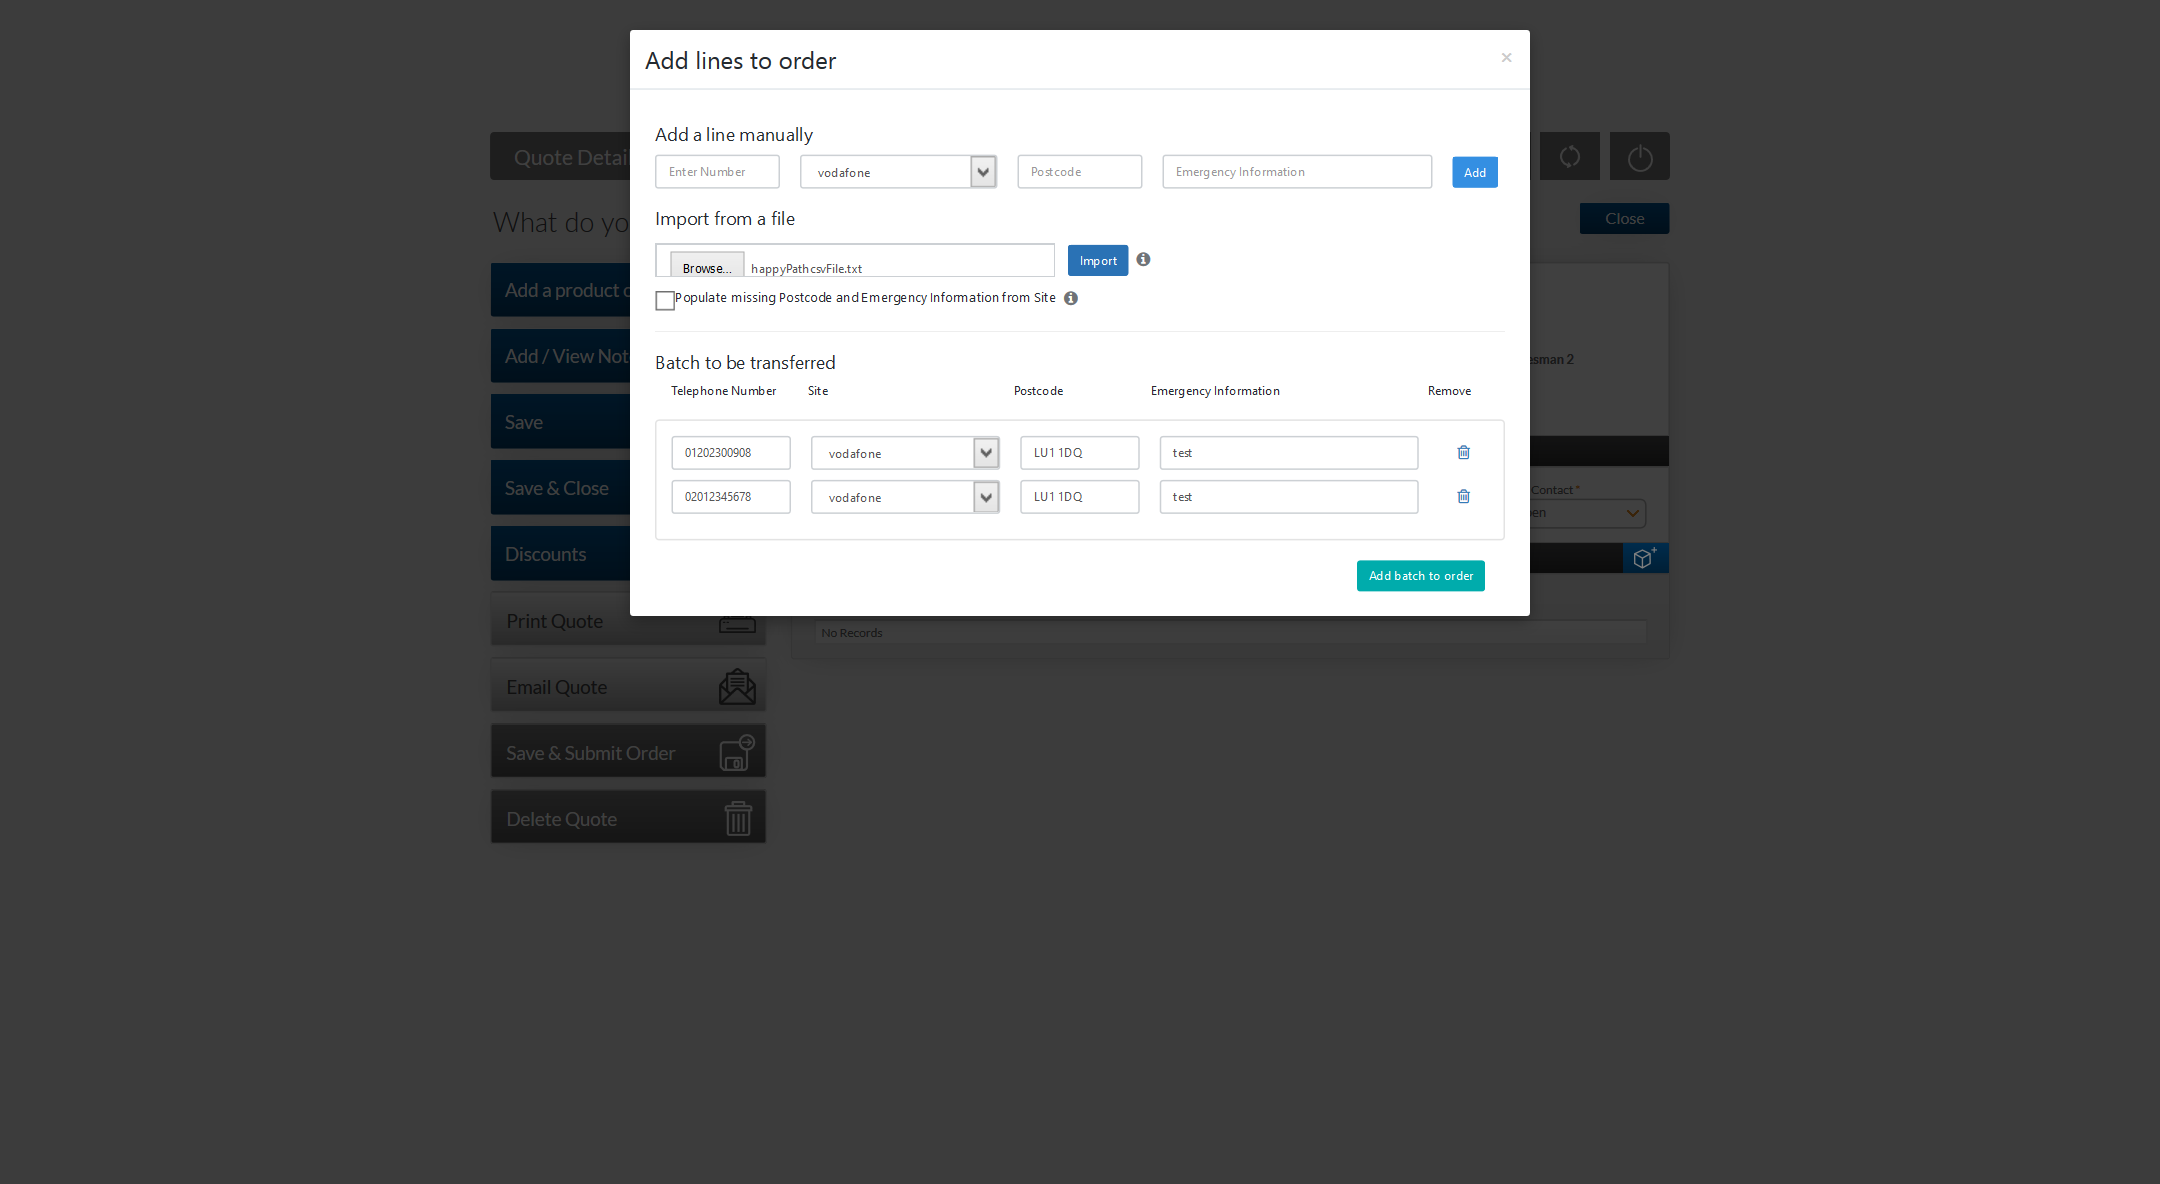 Add lines to order
×
Add a line manually
Enter Number
vodafone
Postcode
Emergency Information
Add
Import from a file
Browse...
happyPathcsvFile.txt
Import
Populate missing Postcode and Emergency Information from Site
Batch to be transferred
Telephone Number
Site
Postcode
Emergency Information
Remove
01202300908
vodafone
LU1 1DQ
test
02012345678
vodafone
LU1 1DQ
test
Add batch to order
Quote Detai
What do yo
Close
Add a product o
Add / View Not
Save
Save & Close
Discounts
Print Quote
Email Quote
Save & Submit Order
Delete Quote
esman 2
Contact *
en
No Records